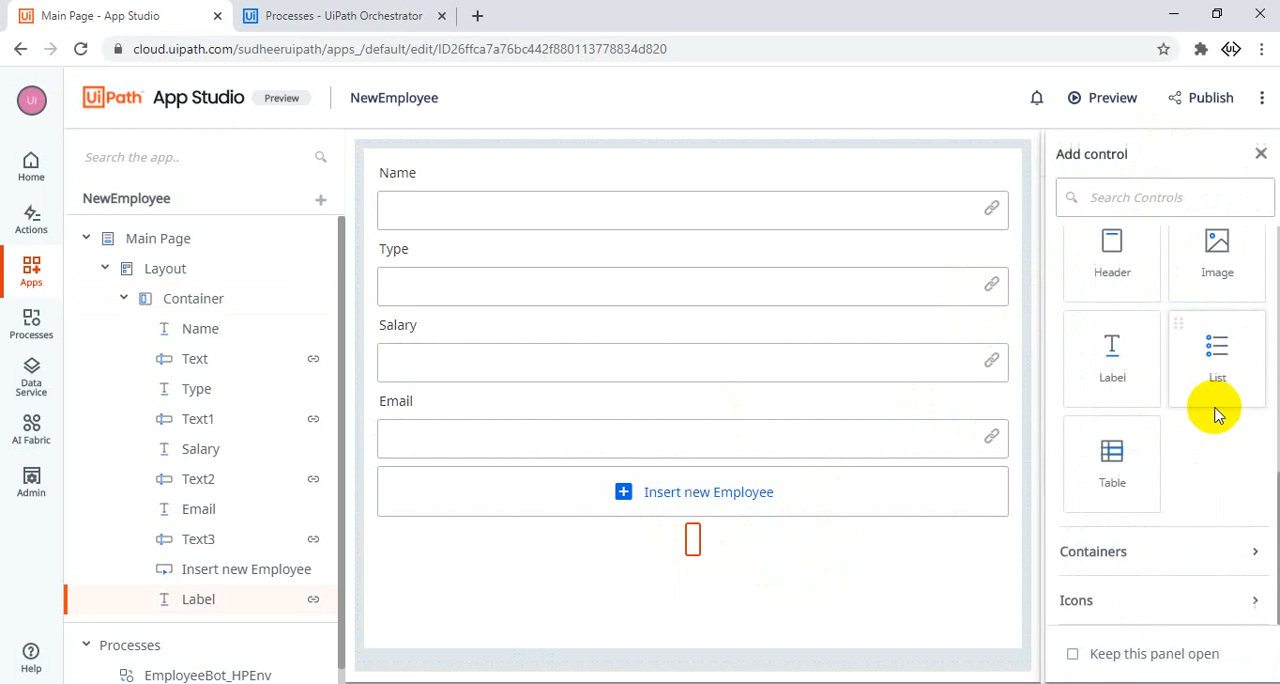 Main Page - App Studio
Processes - UiPath Orchestrator
cloud.uipath.com/sudheeruipath/apps_/default/edit/ID26ffca7a76bc442f880113778834d820
UI
UiPath App Studio Preview NewEmployee Preview Publish
Home
Actions
Apps
Processes
Data Service
AI Fabric
Admin
Help
Search the app..
NewEmployee
Main Page
Layout
Container
Name
Text
Type
Text1
Salary
Text2
Email
Text3
Insert new Employee
Label
Processes
EmployeeBot_HPEnv
Name
Type
Salary
Email
Insert new Employee
Add control
Search Controls
Header
Image
Label
List
Table
Containers
Icons
Keep this panel open